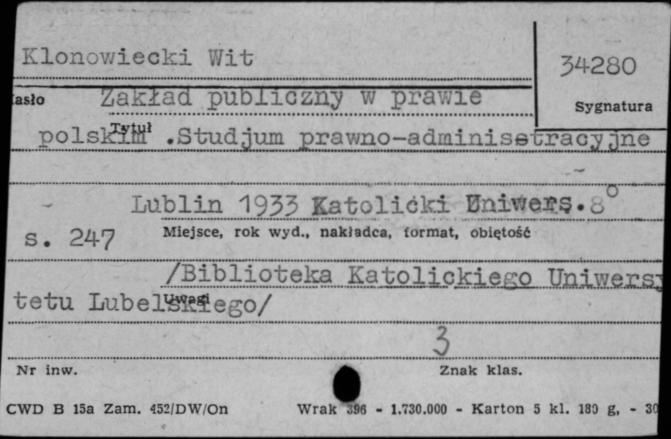 Klonowiecki Wit
34280
asło Zakład publiczny w prawie
Sygnatura
Tytuł
polskim .Studjum prawno-adminisetracyjne
Lublin 1933 Katolicki Uniwers. 8°
s. 247 Miejsce, rok wyd., nakładca, format, objętość
/Biblioteka Katolickiego Uniwersy
tetu Lubelskiego/
Uwagi
3
Nr inw. Znak klas.
CWD B 15a Zam. 452/DW/On Wrak 396 - 1.730.000 - Karton 5 kl. 180 g, - 30